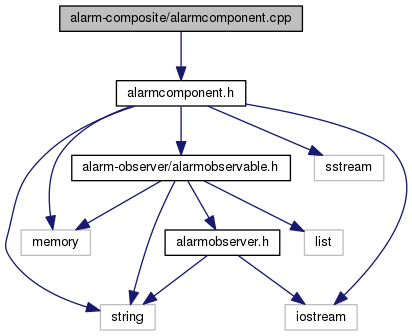 alarm-composite/alarmcomponent.cpp
alarmcomponent.h
alarm-observer/alarmobservable.h
sstream
memory
alarmobserver.h
list
string
iostream